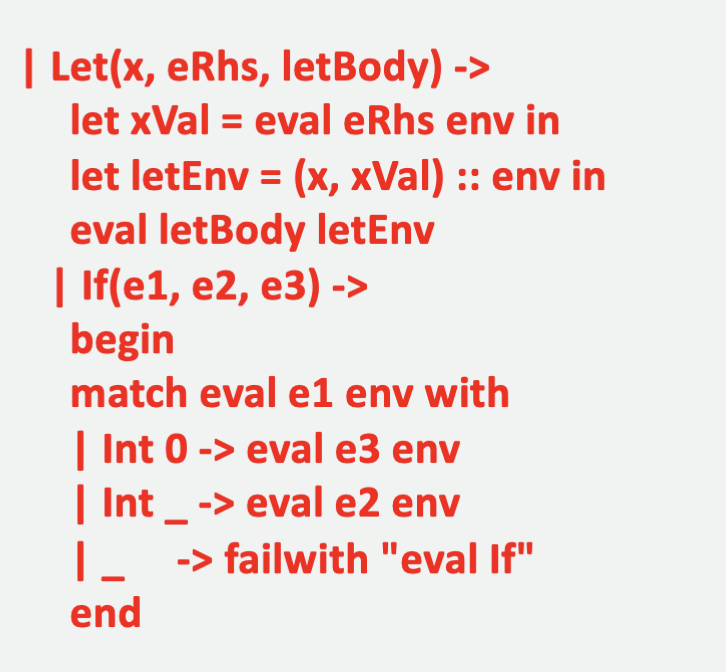 | Let(x, eRhs, letBody) ->
let xVal = eval eRhs env in
let letEnv = (x, xVal) :: env in
eval letBody letEnv
| If(e1, e2, e3) ->
begin
match eval e1 env with
| Int 0 -> eval e3 env
| Int _ -> eval e2 env
| _ -> failwith "eval If"
end